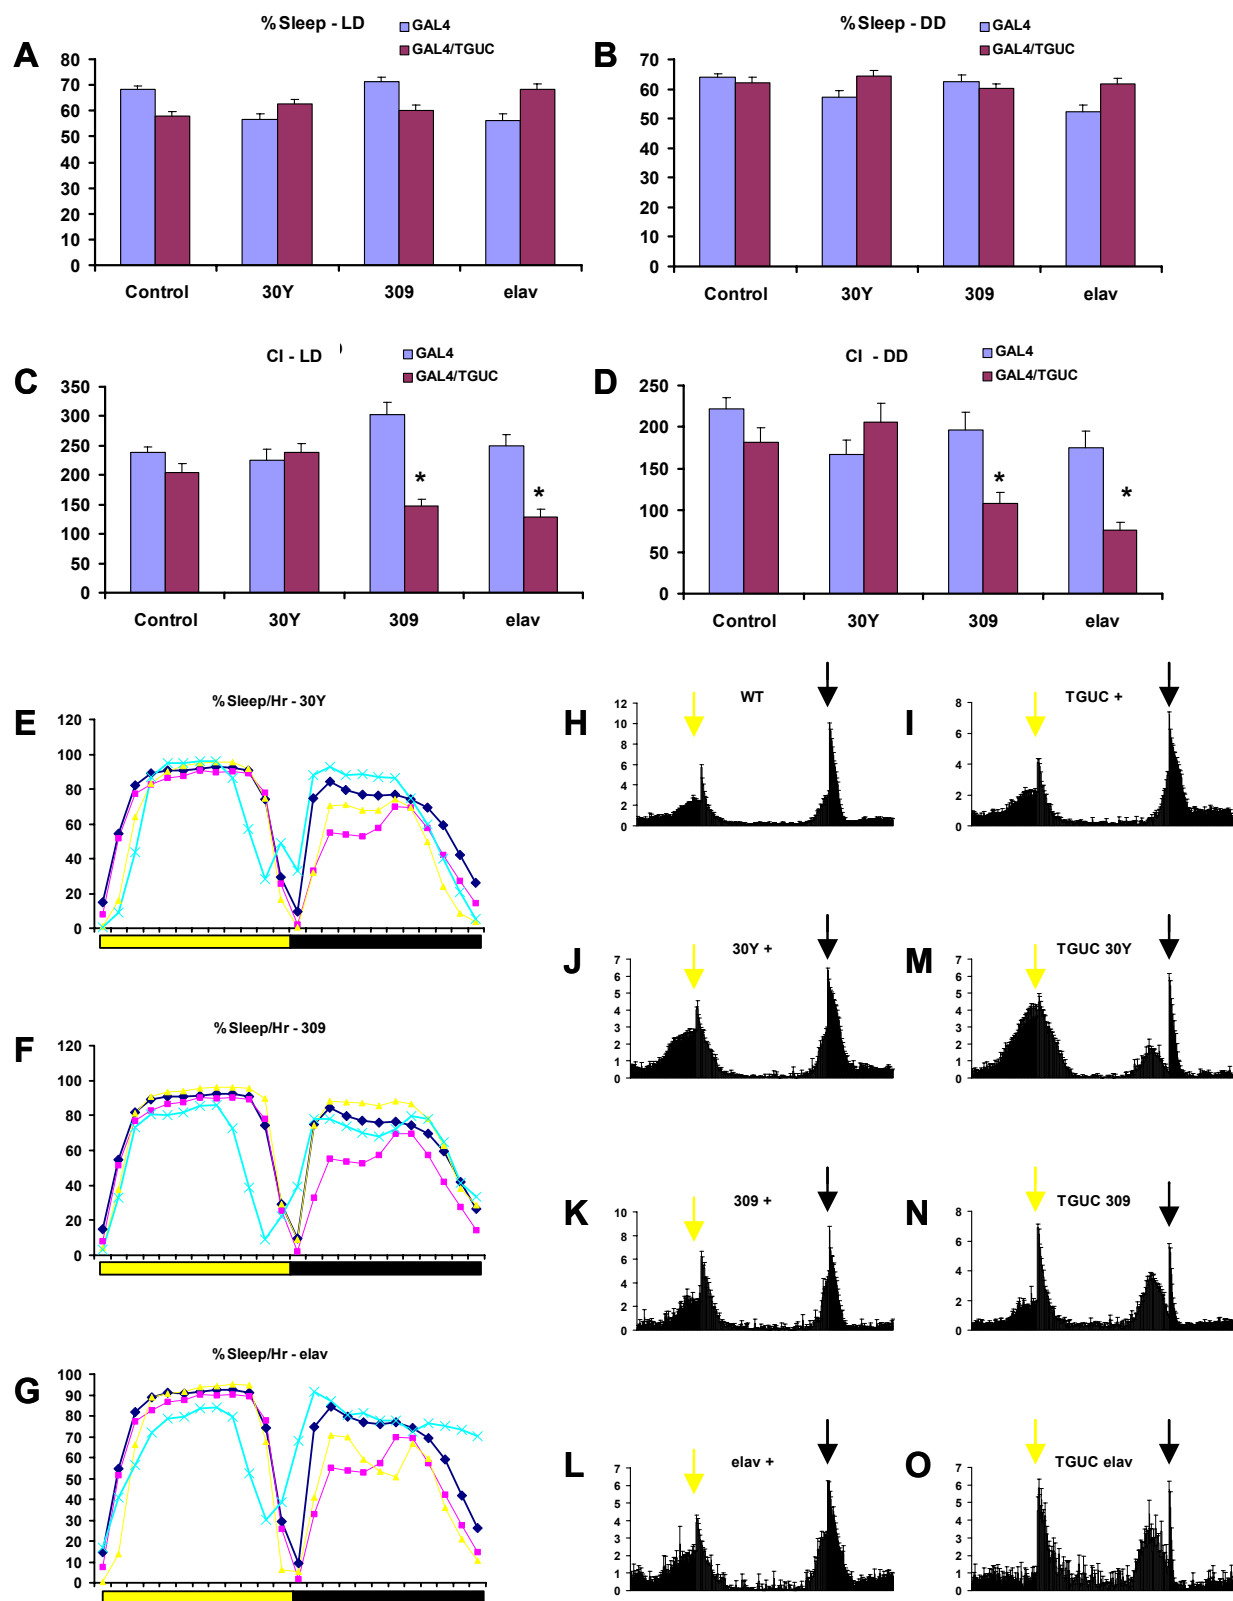 %Sleep - LD
GAL4
GAL4/TGUC
A
80
70
60
50
40
30
20
10
0
Control 30Y 309 elav
%Sleep - DD
GAL4
GAL4/TGUC
B
70
60
50
40
30
20
10
0
Control 30Y 309 elav
CI - LD )
GAL4
GAL4/TGUC
C
350
300
250
200
150
100
50
0
* *
Control 30Y 309 elav
CI - DD
GAL4
GAL4/TGUC
D
250
200
150
100
50
0
* *
Control 30Y 309 elav
%Sleep/Hr - 30Y
E
120
100
80
60
40
20
0
%Sleep/Hr - 309
F
120
100
80
60
40
20
0
%Sleep/Hr - elav
G
100
90
80
70
60
50
40
30
20
10
0
H
WT
12
10
8
6
4
2
0
I
TGUC +
8
6
4
2
0
J
30Y +
7
6
5
4
3
2
1
0
M
TGUC 30Y
7
6
5
4
3
2
1
0
K
309 +
10
8
6
4
2
0
N
TGUC 309
8
6
4
2
0
L
elav +
7
6
5
4
3
2
1
0
O
TGUC elav
7
6
5
4
3
2
1
0